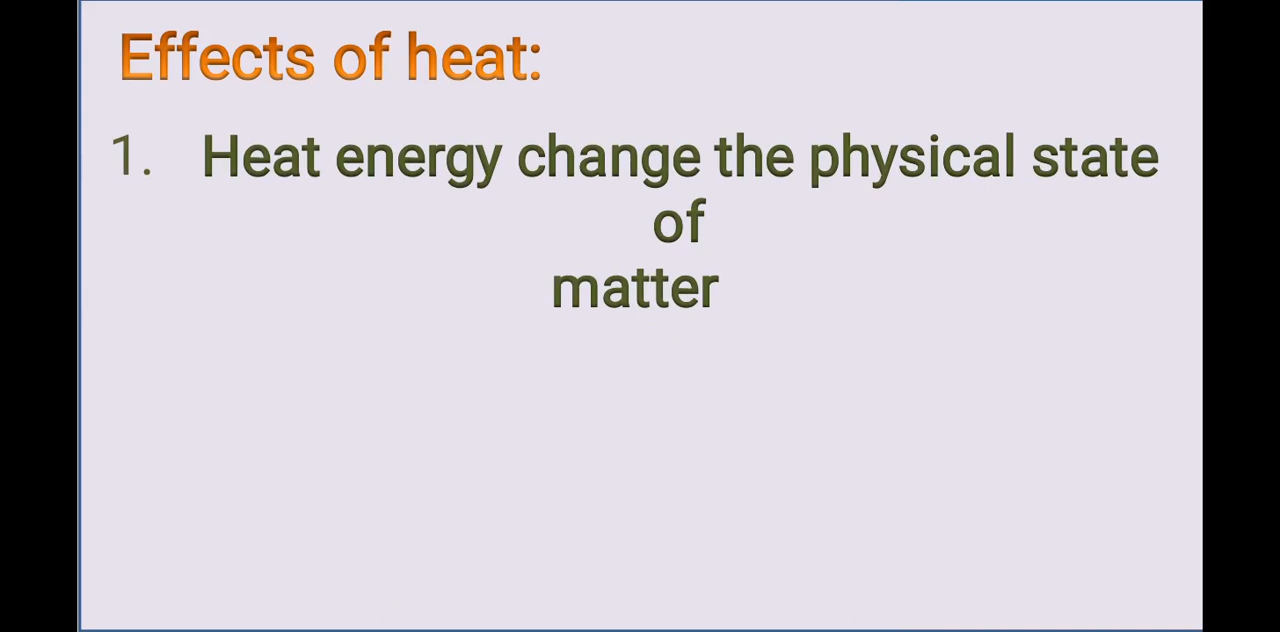 Effects of heat:
1. Heat energy change the physical state
of
matter